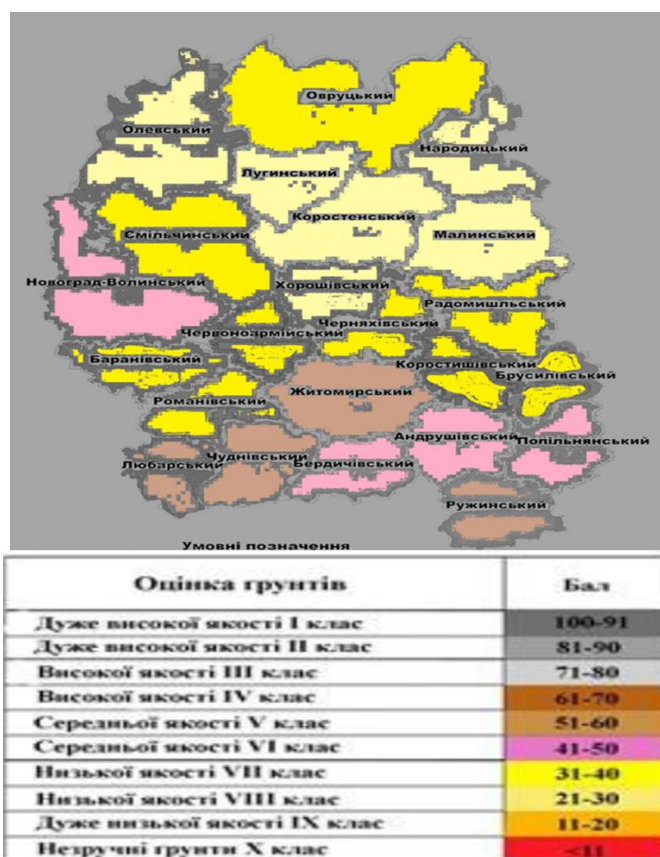 Овруцький
Олевський
Народицький
Лугинський
Коростенський
Ємільчинський
Малинський
Новоград-Волинський
Хорошівський
Радомишльський
Черняхівський
Червоноармійський
Баранівський
Коростишівський
Брусилівський
Житомирський
Романівський
Андрушівський
Попільнянський
Чуднівський
Любарський
Бердичівський
Ружинський
Умовні позначення
Оцінка грунтів Бал
Дуже високої якості I клас 100-91
Дуже високої якості II клас 81-90
Високої якості III клас 71-80
Високої якості IV клас 61-70
Середньої якості V клас 51-60
Середньої якості VI клас 41-50
Низької якості VII клас 31-40
Низької якості VIII клас 21-30
Дуже низької якості IX клас 11-20
Незручні грунти X клас <11